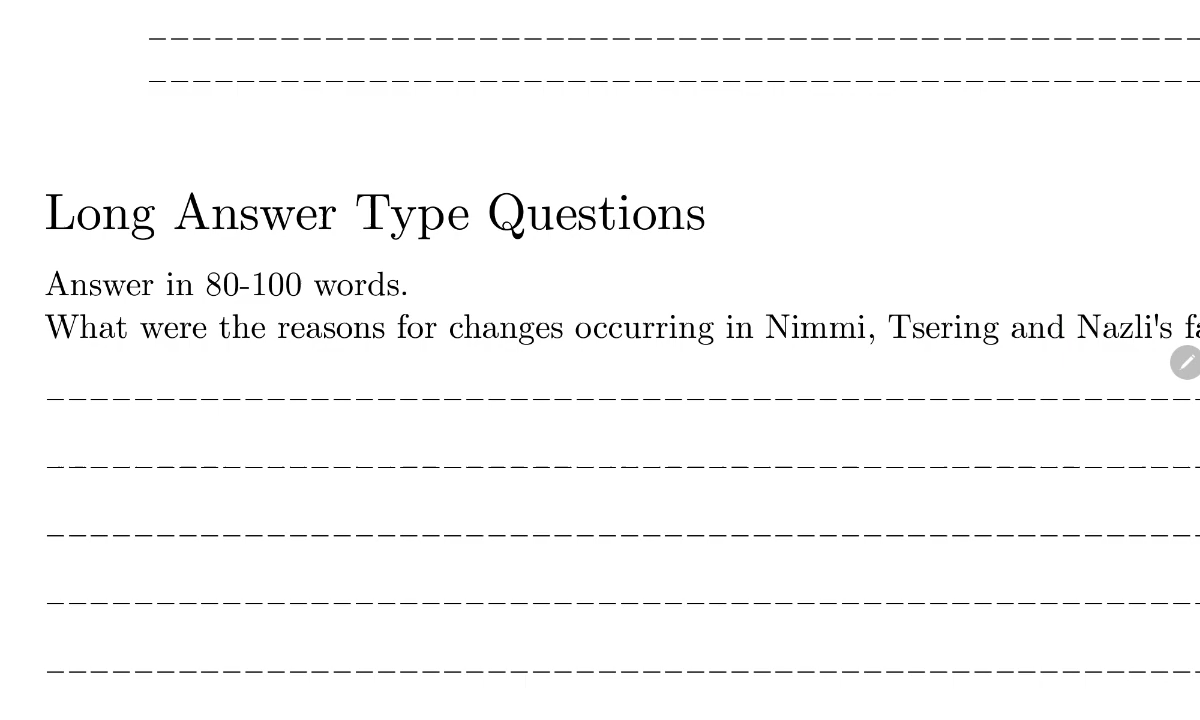 Long Answer Type Questions
Answer in 80-100 words.
What were the reasons for changes occurring in Nimmi, Tsering and Nazli's